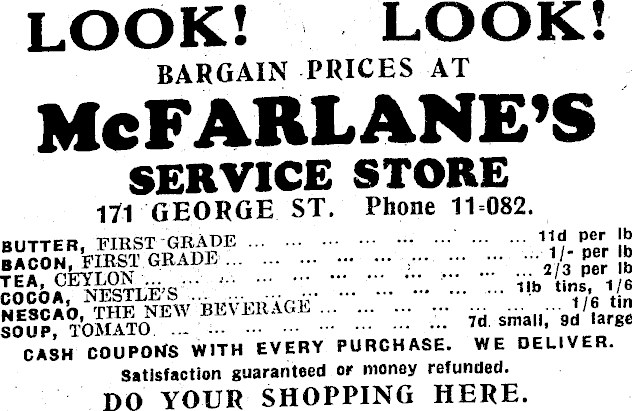 LOOK! LOOK!
BARGAIN PRICES AT
McFARLANE'S
SERVICE STORE
171 GEORGE ST. Phone 11-082.
BUTTER, FIRST GRADE ... ... ... ... ... ... ... 11d per lb
BACON, FIRST GRADE ... ... ... ... ... ... ... 1/- per lb
TEA, CEYLON ... ... ... ... ... ... ... ... 2/3 per lb
COCOA, NESTLE'S ... ... ... ... ... ... ... 1lb tins, 1/6
NESCAO, THE NEW BEVERAGE ... ... ... ... ... ... 1/6 tin
SOUP, TOMATO ... ... ... ... ... ... ... 7d small, 9d large
CASH COUPONS WITH EVERY PURCHASE. WE DELIVER.
Satisfaction guaranteed or money refunded.
DO YOUR SHOPPING HERE.